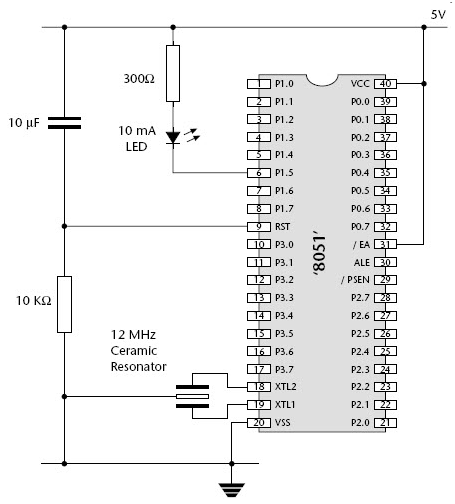 5V
300Ω
10 µF
10 mA
LED
10 KΩ
12 MHz
Ceramic
Resonator
'8051'
1 P1.0
2 P1.1
3 P1.2
4 P1.3
5 P1.4
6 P1.5
7 P1.6
8 P1.7
9 RST
10 P3.0
11 P3.1
12 P3.2
13 P3.3
14 P3.4
15 P3.5
16 P3.6
17 P3.7
18 XTL2
19 XTL1
20 VSS
VCC 40
P0.0 39
P0.1 38
P0.2 37
P0.3 36
P0.4 35
P0.5 34
P0.6 33
P0.7 32
/ EA 31
ALE 30
/ PSEN 29
P2.7 28
P2.6 27
P2.5 26
P2.4 25
P2.3 24
P2.2 23
P2.1 22
P2.0 21